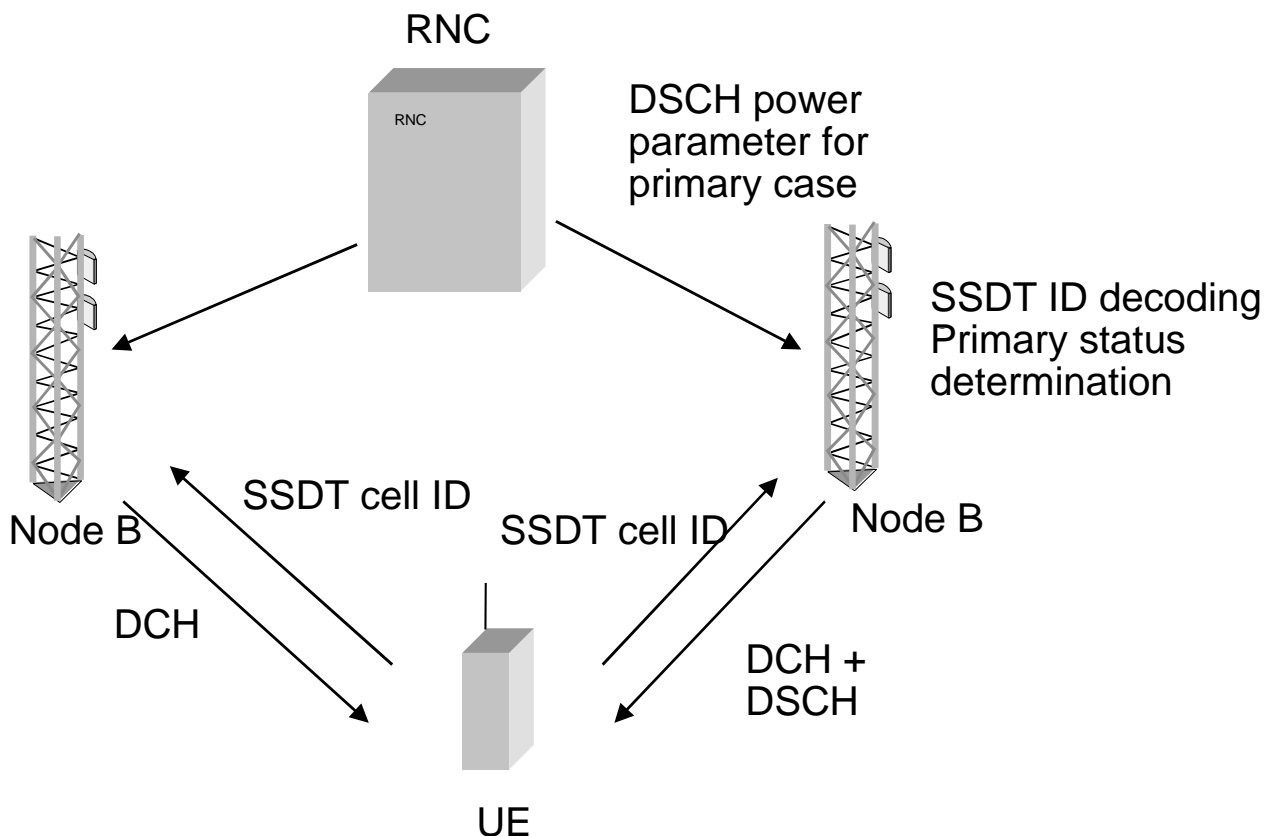 RNC
RNC
DSCH power
parameter for
primary case
SSDT ID decoding
Primary status
determination
SSDT cell ID
SSDT cell ID
Node B
Node B
DCH
DCH +
DSCH
UE